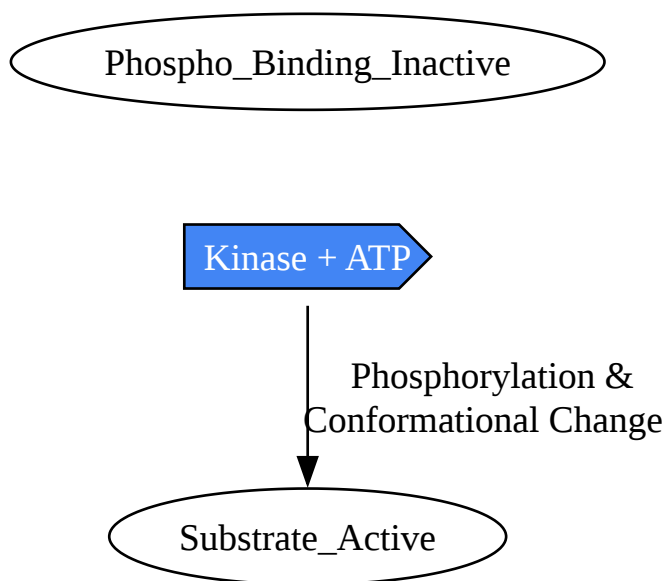 Phospho_Binding_Inactive
Kinase + ATP
Phosphorylation &
Conformational Change
Substrate_Active